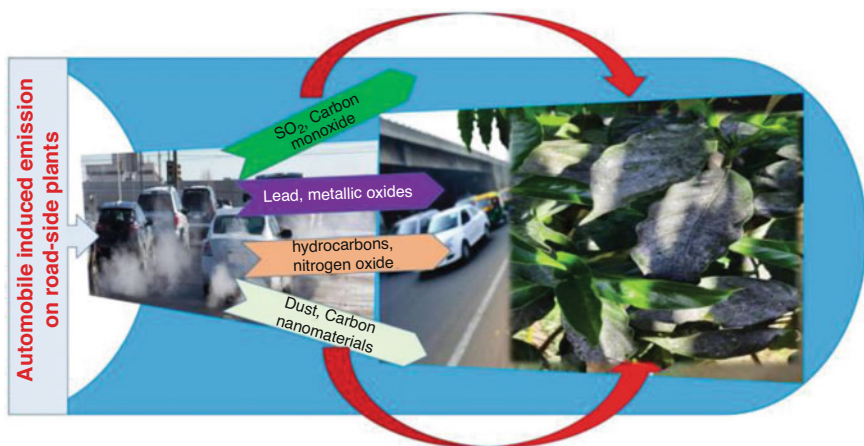 Automobile induced emission
on road-side plants
SO₂, Carbon
monoxide
Lead, metallic oxides
hydrocarbons,
nitrogen oxide
Dust, Carbon
nanomaterials